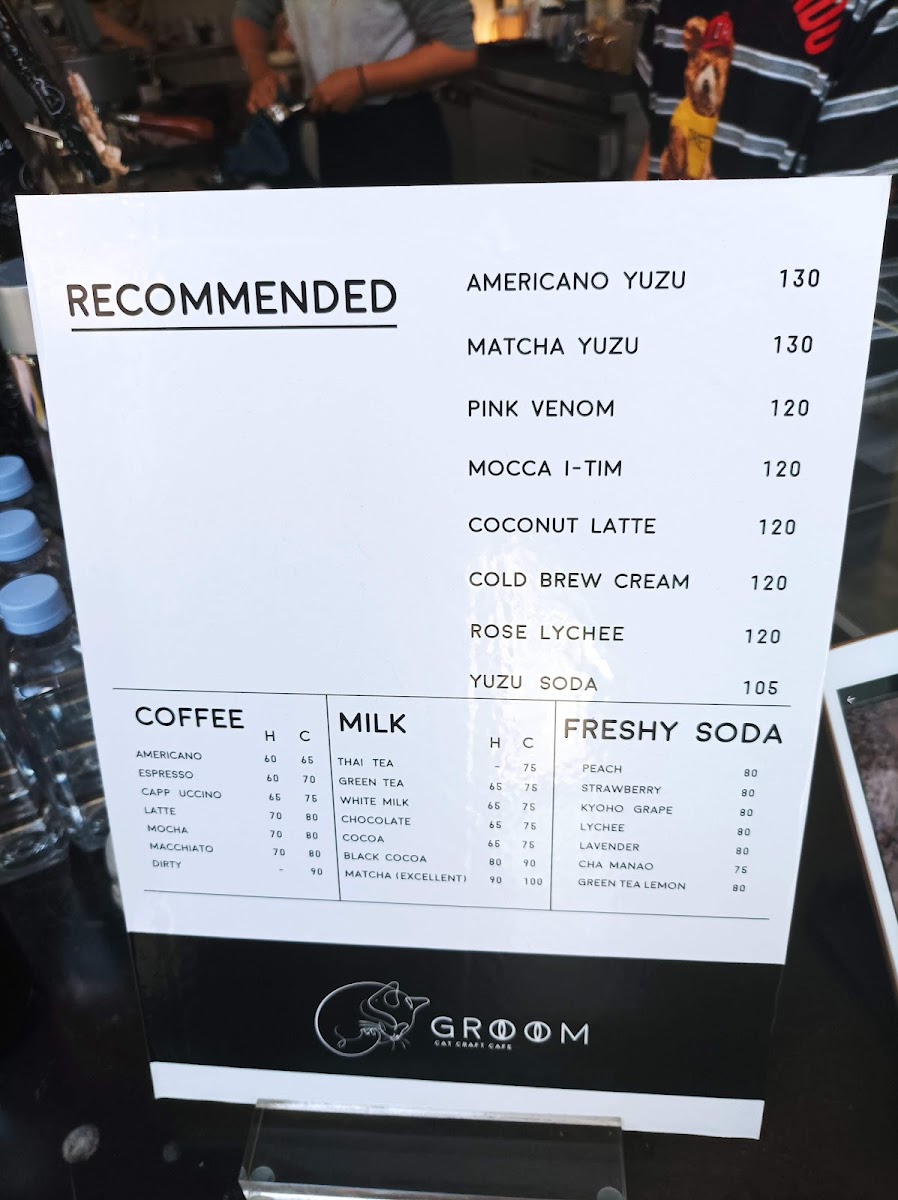 RECOMMENDED
AMERICANO YUZU 130
MATCHA YUZU 130
PINK VENOM 120
MOCCA I-TIM 120
COCONUT LATTE 120
COLD BREW CREAM 120
ROSE LYCHEE 120
YUZU SODA 105
COFFEE H C
AMERICANO 60 65
ESPRESSO 60 70
CAPP UCCINO 65 75
LATTE 70 80
MOCHA 70 80
MACCHIATO 70 80
DIRTY - 90
MILK H C
THAI TEA - 75
GREEN TEA 65 75
WHITE MILK 65 75
CHOCOLATE 65 75
COCOA 65 75
BLACK COCOA 80 90
MATCHA (EXCELLENT) 90 100
FRESHY SODA
PEACH 80
STRAWBERRY 80
KYOHO GRAPE 80
LYCHEE 80
LAVENDER 80
CHA MANAO 75
GREEN TEA LEMON 80
GROOM
CAT CRAFT CAFE